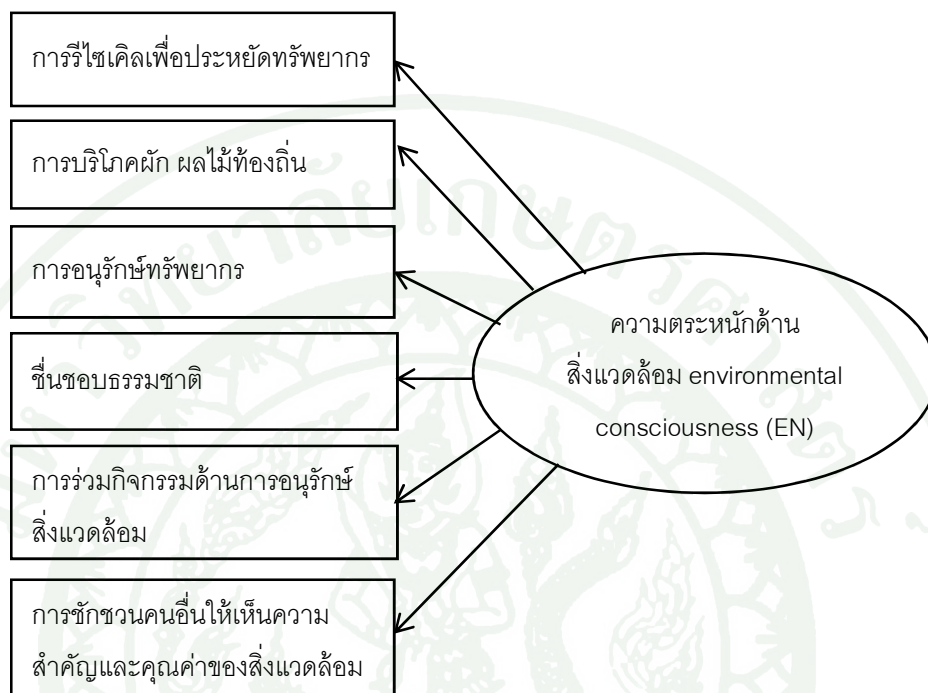 การรีไซเคิลเพื่อประหยัดทรัพยากร
การบริโภคผัก ผลไม้ท้องถิ่น
การอนุรักษ์ทรัพยากร
ชื่นชอบธรรมชาติ
การร่วมกิจกรรมด้านการอนุรักษ์
สิ่งแวดล้อม
การชักชวนคนอื่นให้เห็นความ
สำคัญและคุณค่าของสิ่งแวดล้อม
ความตระหนักด้าน
สิ่งแวดล้อม environmental
consciousness (EN)